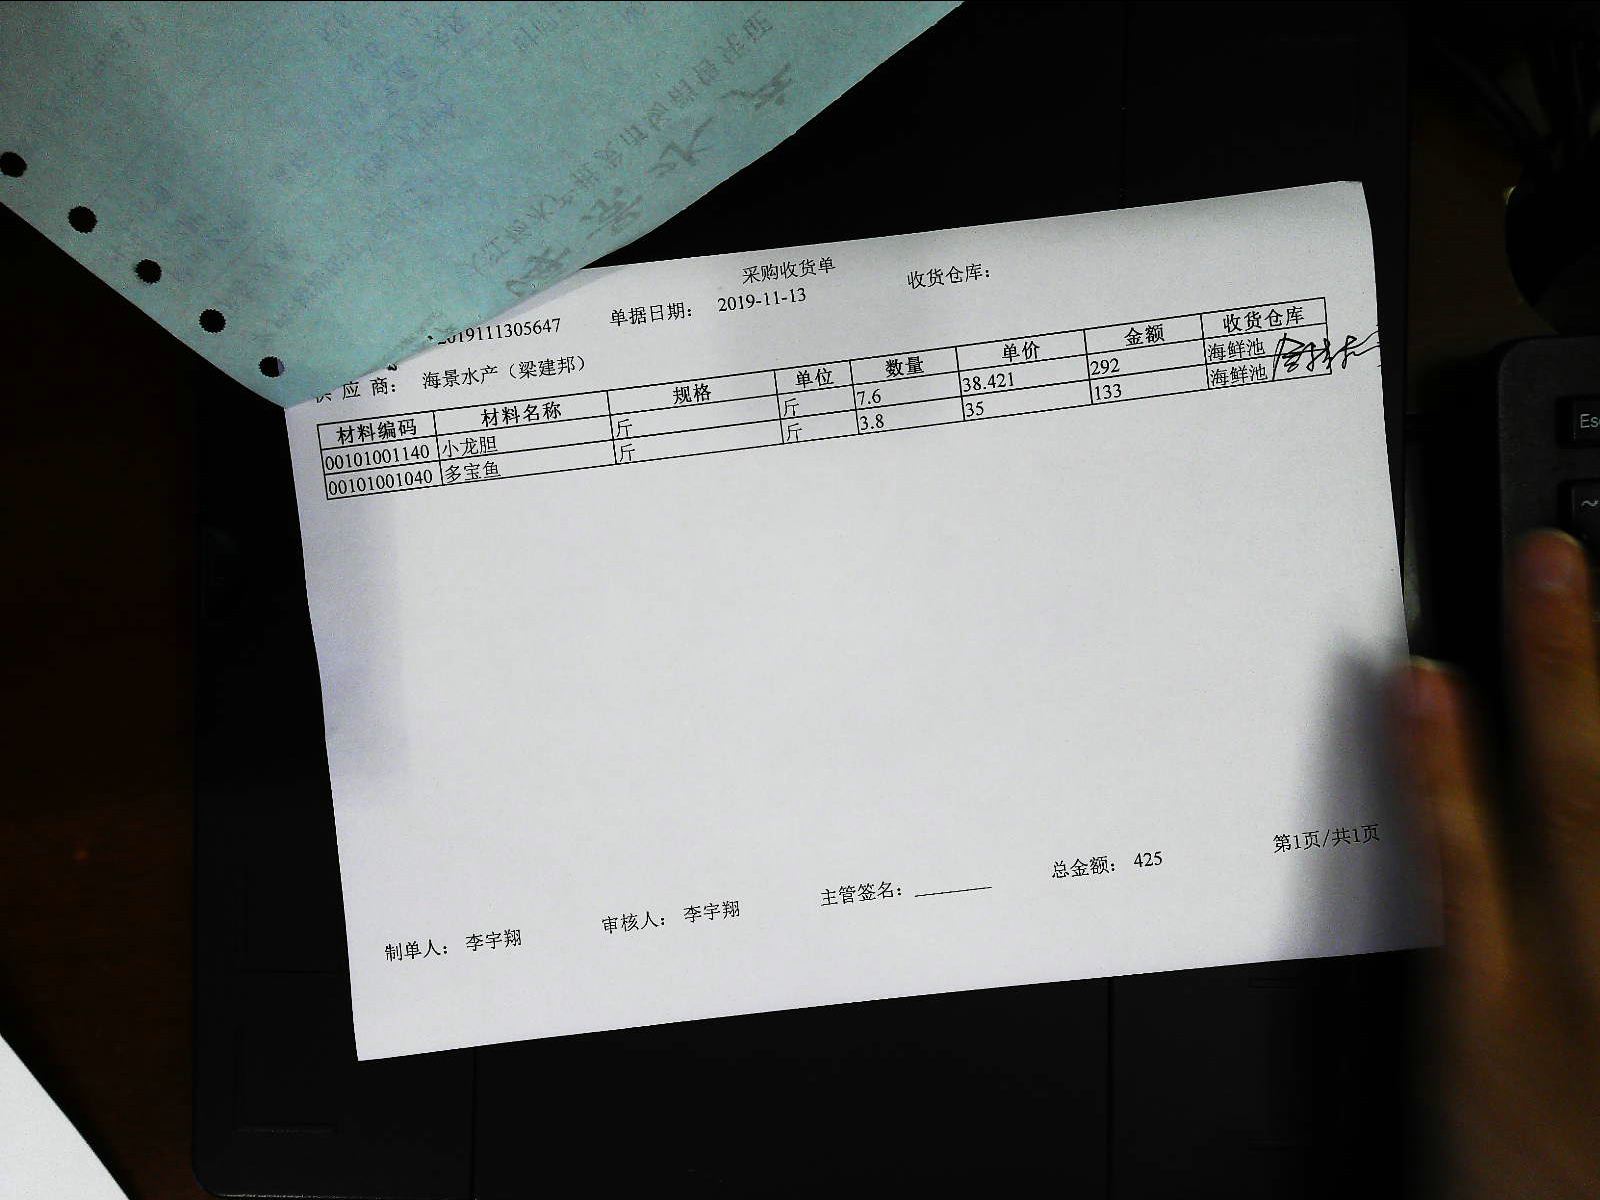 采购收货单
2019111305647 单据日期： 2019-11-13 收货仓库：
供应商： 海景水产（梁建邦）
材料编码 材料名称 规格 单位 数量 单价 金额 收货仓库
00101001140 小龙胆 斤 斤 7.6 38.421 292 海鲜池
00101001040 多宝鱼 斤 斤 3.8 35 133 海鲜池
制单人： 李宇翔 审核人： 李宇翔 主管签名： 总金额： 425 第1页/共1页